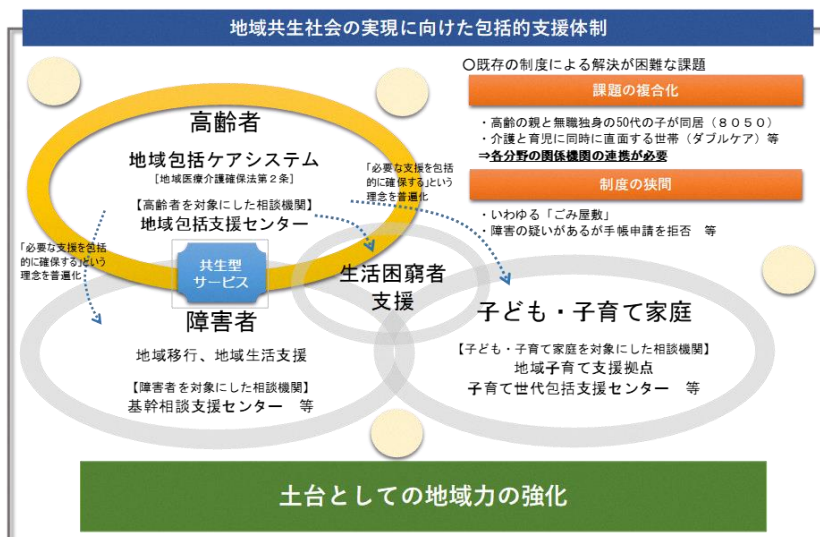 地域共生社会の実現に向けた包括的支援体制
〇既存の制度による解決が困難な課題
課題の複合化
・高齢の親と無職独身の50代の子が同居（８０５０）
・介護と育児に同時に直面する世帯（ダブルケア）等
⇒各分野の関係機関の連携が必要
制度の狭間
・いわゆる「ごみ屋敷」
・障害の疑いがあるが手帳申請を拒否　等
高齢者
地域包括ケアシステム
[地域医療介護確保法第２条]
【高齢者を対象にした相談機関】
地域包括支援センター
「必要な支援を包括
的に確保する」という
理念を普遍化
「必要な支援を包括
的に確保する」という
理念を普遍化
共生型
サービス
生活困窮者
支援
障害者
地域移行、地域生活支援
【障害者を対象にした相談機関】
基幹相談支援センター　等
子ども・子育て家庭
【子ども・子育て家庭を対象にした相談機関】
地域子育て支援拠点
子育て世代包括支援センター　等
土台としての地域力の強化